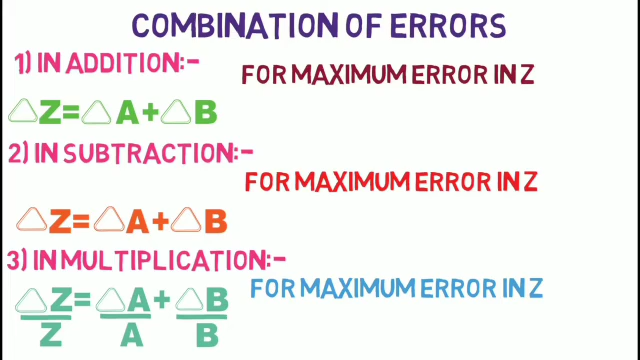 COMBINATION OF ERRORS
1) IN ADDITION:-
FOR MAXIMUM ERROR IN Z
△Z=△A+△B
2) IN SUBTRACTION:-
FOR MAXIMUM ERROR IN Z
△Z=△A+△B
3) IN MULTIPLICATION:-
FOR MAXIMUM ERROR IN Z
△Z=△A+△B
Z A B